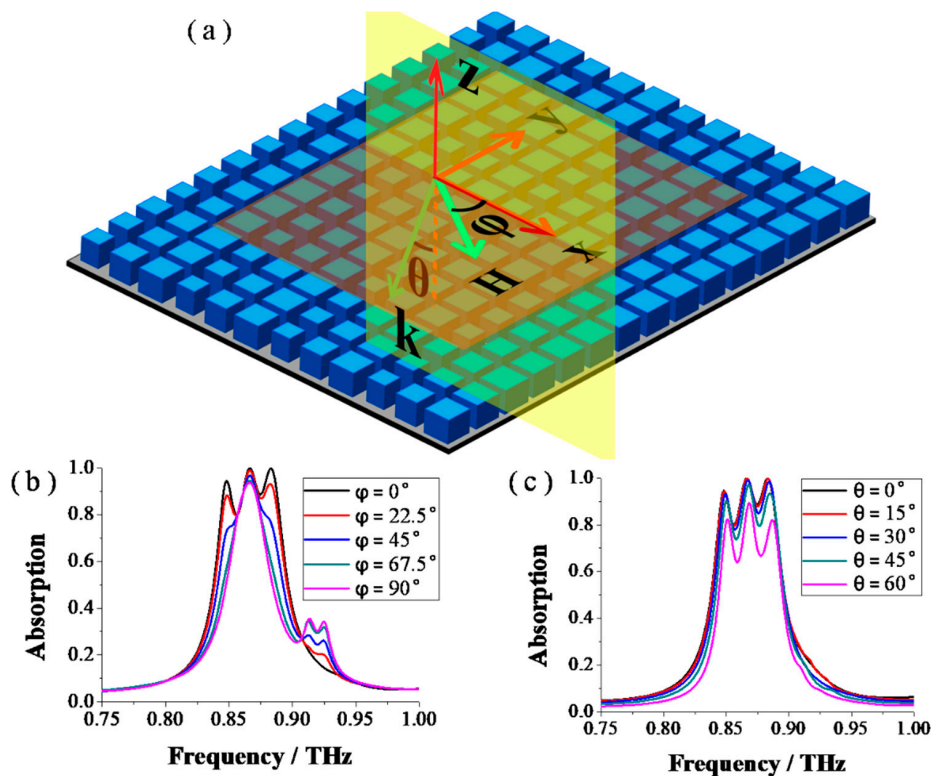 ( a )
z
y
φ
x
H
θ
k
( b )
1.0
0.8
0.6
0.4
0.2
0.0
Absorption
φ = 0°
φ = 22.5°
φ = 45°
φ = 67.5°
φ = 90°
0.75 0.80 0.85 0.90 0.95 1.00
Frequency / THz
( c )
1.0
0.8
0.6
0.4
0.2
0.0
Absorption
θ = 0°
θ = 15°
θ = 30°
θ = 45°
θ = 60°
0.75 0.80 0.85 0.90 0.95 1.00
Frequency / THz